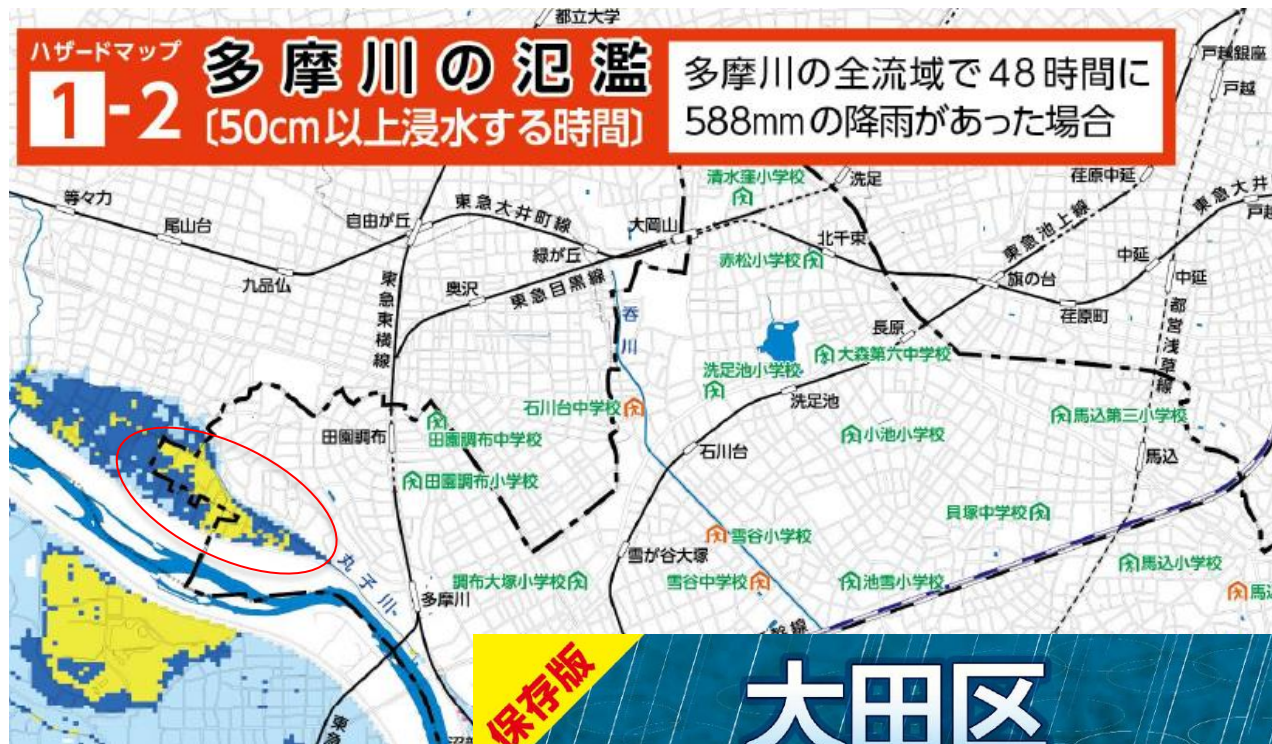 都立大学
ハザードマップ
1-2
多摩川の氾濫
〔50cm以上浸水する時間〕
多摩川の全流域で48時間に
588mmの降雨があった場合
戸越銀座
戸越
清水窪小学校
洗足
荏原中延
東急大井
等々力
尾山台
自由が丘
東急大井町線
大岡山
北千束
東急池上線
緑が丘
赤松小学校
中延
中延
九品仏
奥沢
東急目黒線
旗の台
荏原町
東急東横線
呑川
長原
都営浅草線
大森第六中学校
洗足池小学校
石川台中学校
洗足池
馬込第三小学校
田園調布
田園調布中学校
小池小学校
石川台
馬込
田園調布小学校
貝塚中学校
雪谷小学校
雪が谷大塚
馬込小学校
丸子川
調布大塚小学校
雪谷中学校
池雪小学校
多摩川
保存版
大田区